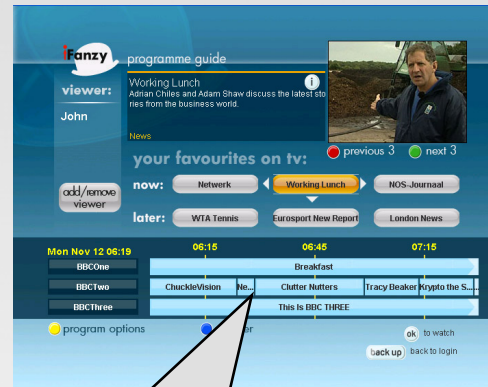 iFanzy
programme guide
viewer:
John
add/remove
viewer
Working Lunch
i
Adrian Chiles and Adam Shaw discuss the latest sto
ries from the business world.
News
previous 3
next 3
your favourites on tv:
now:
Netwerk
Working Lunch
NOS-Journaal
later:
WTA Tennis
Eurosport New Report
London News
Mon Nov 12 06:19
06:15
06:45
07:15
BBCOne
Breakfast
BBCTwo
ChuckleVision
Ne...
Clutter Nutters
Tracy Beaker
Krypto the S...
BBCThree
This Is BBC THREE
program options
ok
to watch
back up
back to login